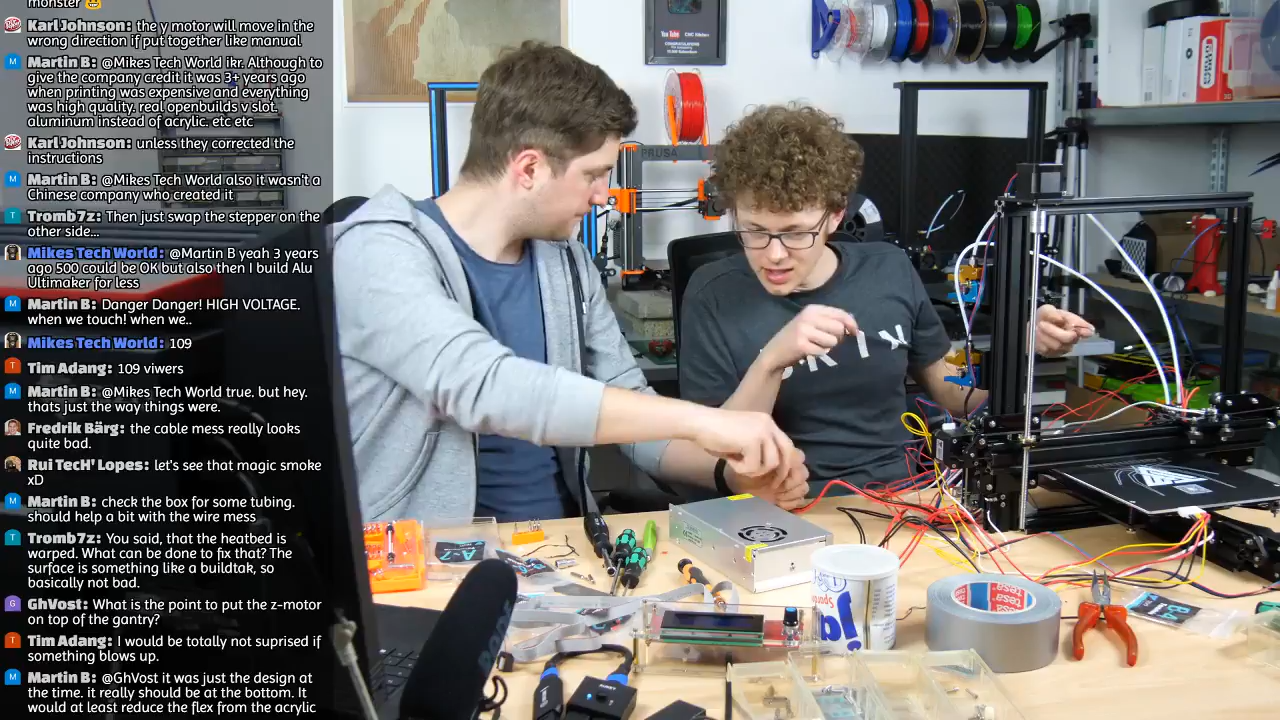 monster
Karl Johnson: the y motor will move in the
wrong direction if put together like manual
Martin B: @Mikes Tech World ikr. Although to
give the company credit it was 3+ years ago
when printing was expensive and everything
was high quality. real openbuilds v slot.
aluminum instead of acrylic. etc etc
Karl Johnson: unless they corrected the
instructions
Martin B: @Mikes Tech World also it wasn't a
Chinese company who created it
Tromb7z: Then just swap the stepper on the
other side...
Mikes Tech World: @Martin B yeah 3 years
ago 500 could be OK but also then I build Alu
Ultimaker for less
Martin B: Danger Danger! HIGH VOLTAGE.
when we touch! when we..
Mikes Tech World: 109
Tim Adang: 109 viwers
Martin B: @Mikes Tech World true. but hey.
thats just the way things were.
Fredrik Bärg: the cable mess really looks
quite bad.
Rui TecH' Lopes: let's see that magic smoke
xD
Martin B: check the box for some tubing.
should help a bit with the wire mess
Tromb7z: You said, that the heatbed is
warped. What can be done to fix that? The
surface is something like a buildtak, so
basically not bad.
GhVost: What is the point to put the z-motor
on top of the gantry?
Tim Adang: I would be totally not suprised if
something blows up.
Martin B: @GhVost it was just the design at
the time. it really should be at the bottom. It
would at least reduce the flex from the acrylic
YouTube
CNC Kitchen
PRUSA
tesa